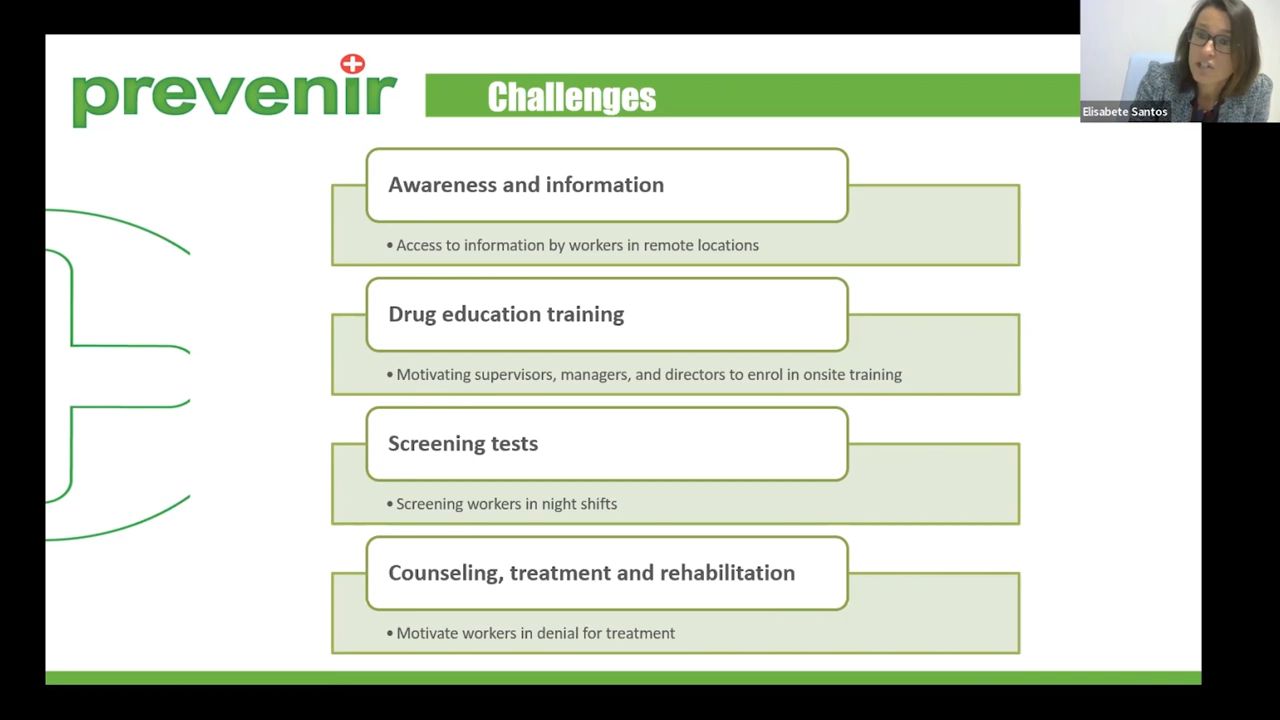 prevenir
Challenges
Elisabete Santos
Awareness and information
• Access to information by workers in remote locations
Drug education training
• Motivating supervisors, managers, and directors to enrol in onsite training
Screening tests
• Screening workers in night shifts
Counseling, treatment and rehabilitation
• Motivate workers in denial for treatment